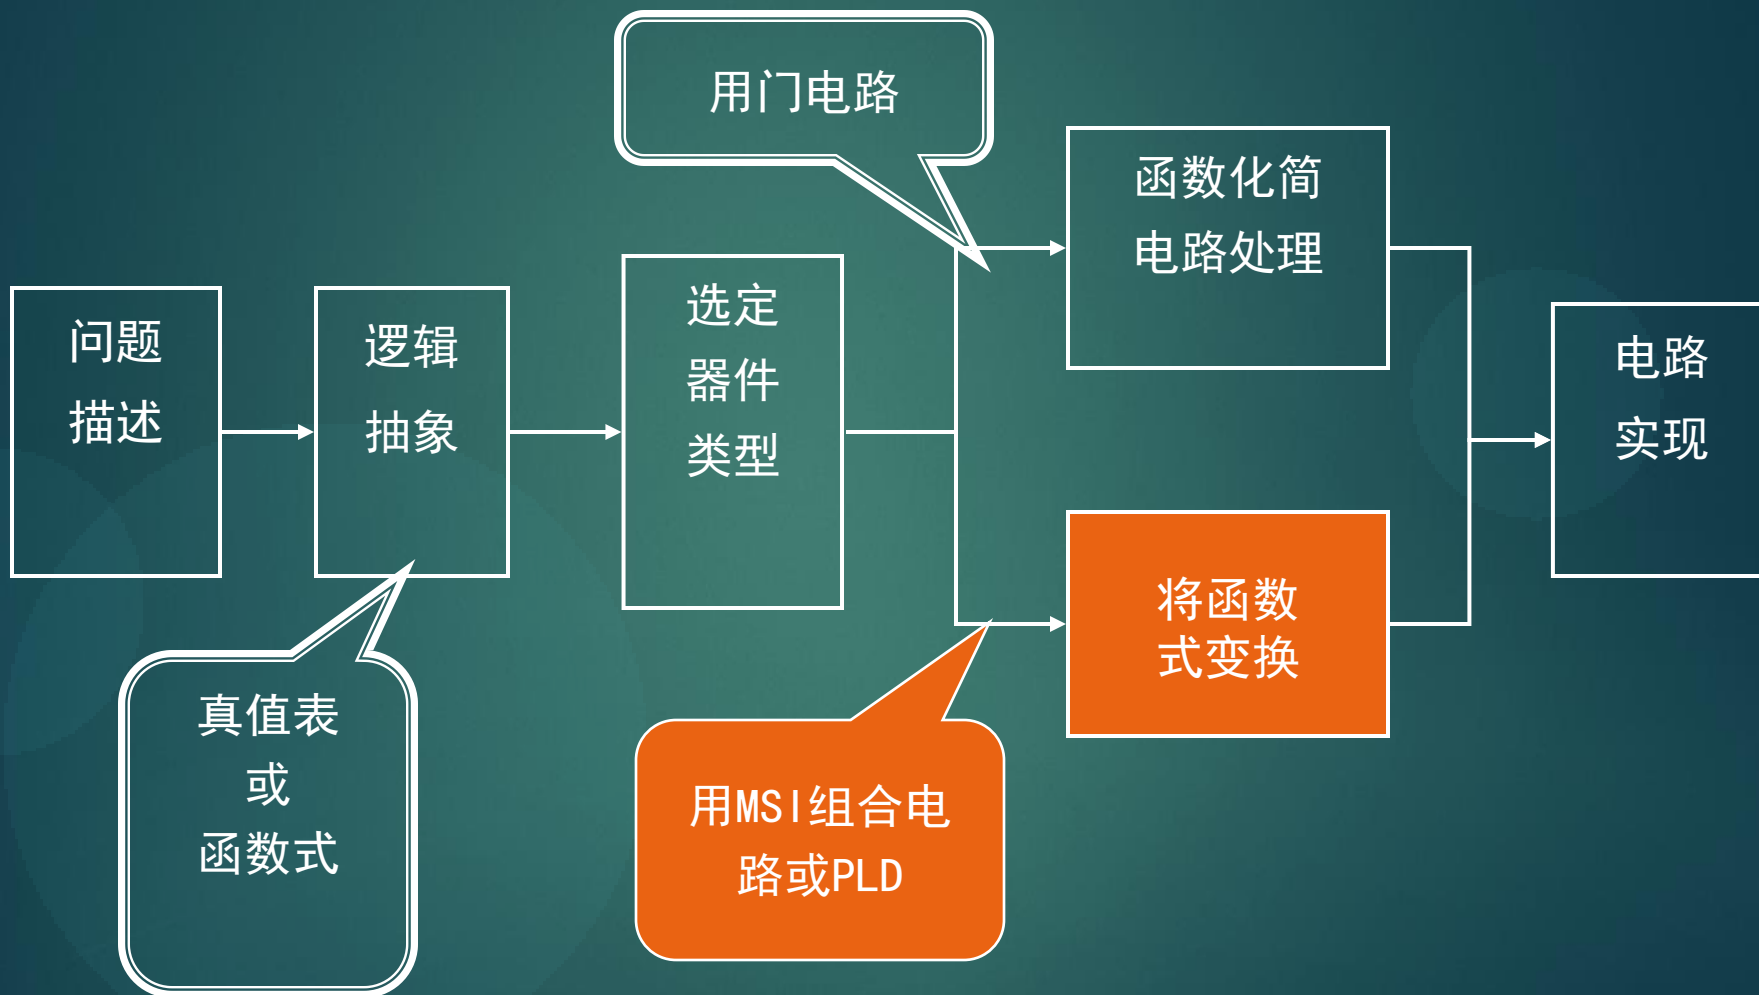 用门电路
函数化简
电路处理
问题
描述
逻辑
抽象
选定
器件
类型
电路
实现
将函数
式变换
真值表
或
函数式
用MSI组合电
路或PLD